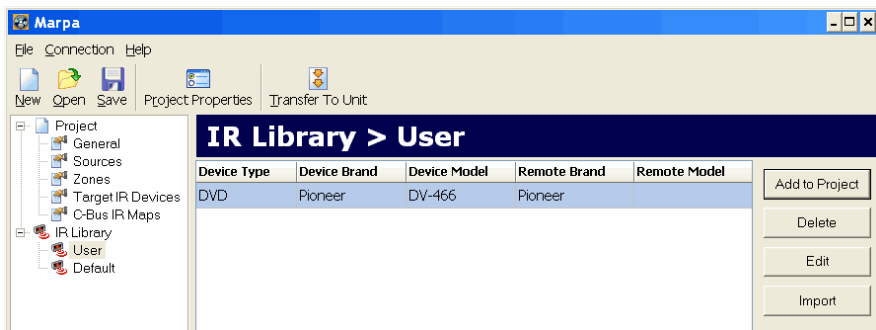 Marpa
File Connection Help
New Open Save Project Properties Transfer To Unit
Project
General
Sources
Zones
Target IR Devices
C-Bus IR Maps
IR Library
User
Default
IR Library > User
Device Type Device Brand Device Model Remote Brand Remote Model
DVD Pioneer DV-466 Pioneer
Add to Project
Delete
Edit
Import